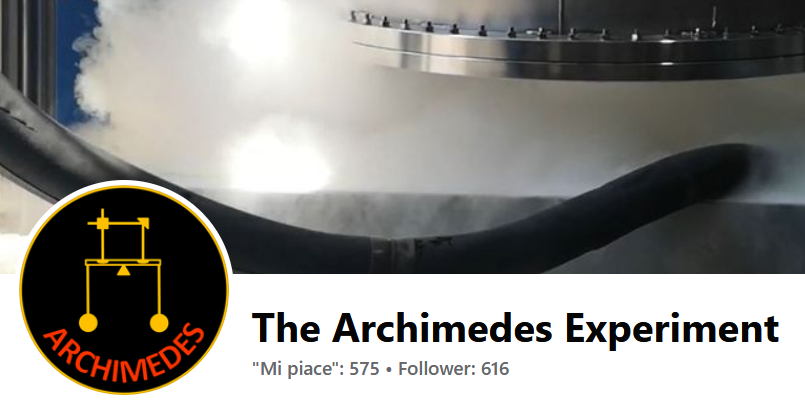 ARCHIMEDES
The Archimedes Experiment
"Mi piace": 575 • Follower: 616